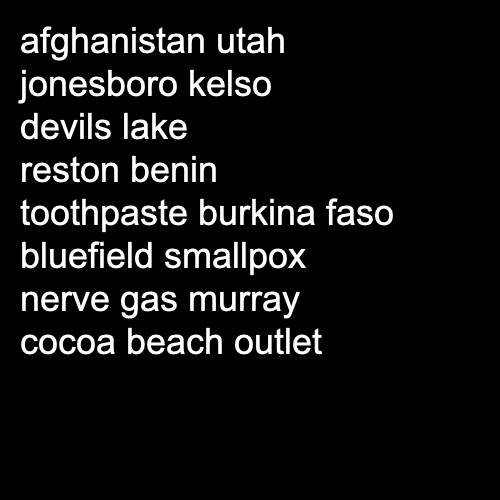 afghanistan utah
jonesboro kelso
devils lake
reston benin
toothpaste burkina faso
bluefield smallpox
nerve gas murray
cocoa beach outlet